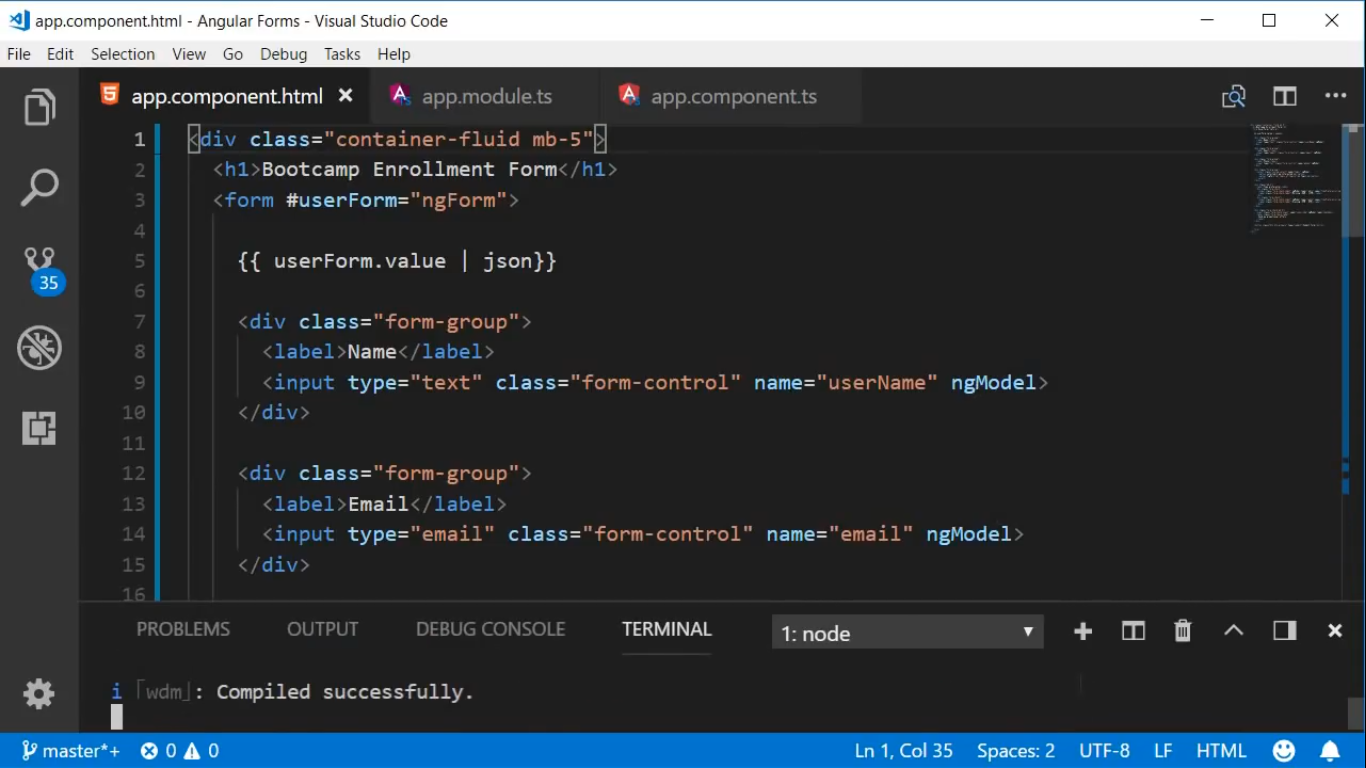 app.component.html - Angular Forms - Visual Studio Code
File Edit Selection View Go Debug Tasks Help
app.component.html app.module.ts app.component.ts
1 <div class="container-fluid mb-5">
2 <h1>Bootcamp Enrollment Form</h1>
3 <form #userForm="ngForm">
4
5 {{ userForm.value | json}}
6
7 <div class="form-group">
8 <label>Name</label>
9 <input type="text" class="form-control" name="userName" ngModel>
10 </div>
11
12 <div class="form-group">
13 <label>Email</label>
14 <input type="email" class="form-control" name="email" ngModel>
15 </div>
16
35
PROBLEMS OUTPUT DEBUG CONSOLE TERMINAL 1: node
i ｢wdm｣: Compiled successfully.
master*+ 0 0 Ln 1, Col 35 Spaces: 2 UTF-8 LF HTML